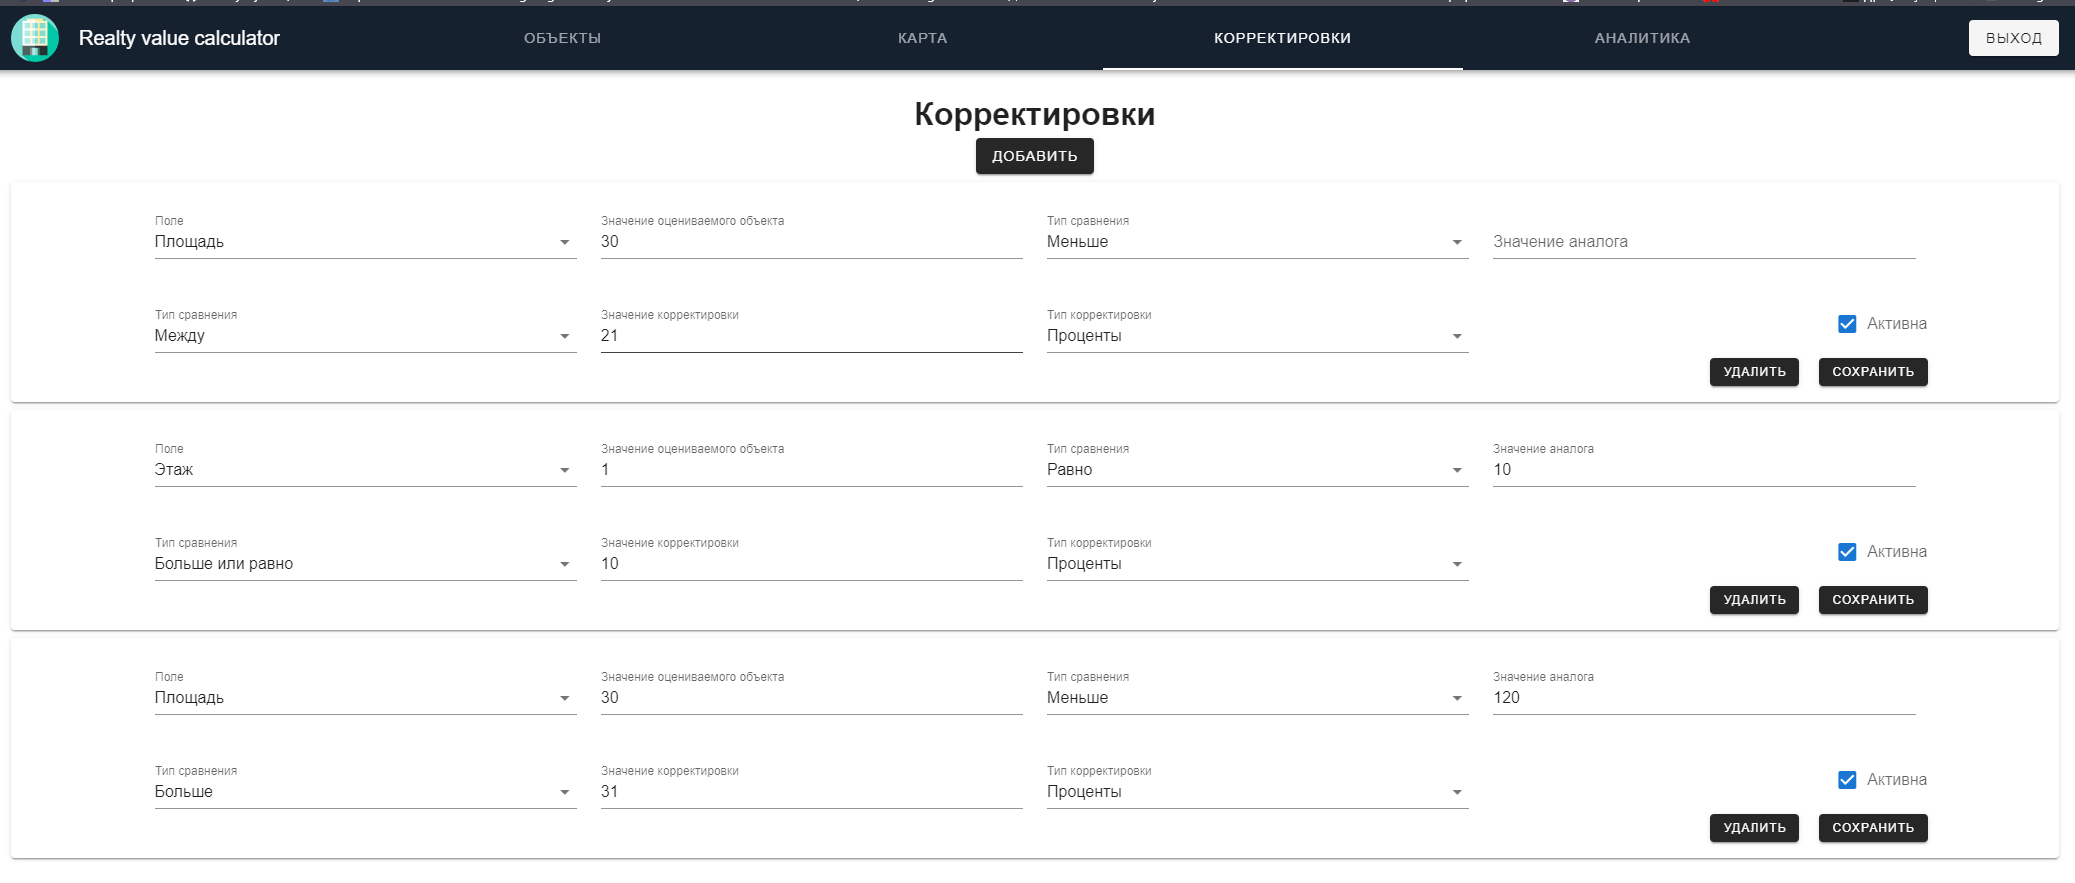 Realty value calculator
ОБЪЕКТЫ
КАРТА
КОРРЕКТИРОВКИ
АНАЛИТИКА
ВЫХОД
Корректировки
ДОБАВИТЬ
Поле
Площадь
Значение оцениваемого объекта
30
Тип сравнения
Меньше
Значение аналога
Тип сравнения
Между
Значение корректировки
21
Тип корректировки
Проценты
Активна
УДАЛИТЬ
СОХРАНИТЬ
Поле
Этаж
Значение оцениваемого объекта
1
Тип сравнения
Равно
Значение аналога
10
Тип сравнения
Больше или равно
Значение корректировки
10
Тип корректировки
Проценты
Активна
УДАЛИТЬ
СОХРАНИТЬ
Поле
Площадь
Значение оцениваемого объекта
30
Тип сравнения
Меньше
Значение аналога
120
Тип сравнения
Больше
Значение корректировки
31
Тип корректировки
Проценты
Активна
УДАЛИТЬ
СОХРАНИТЬ